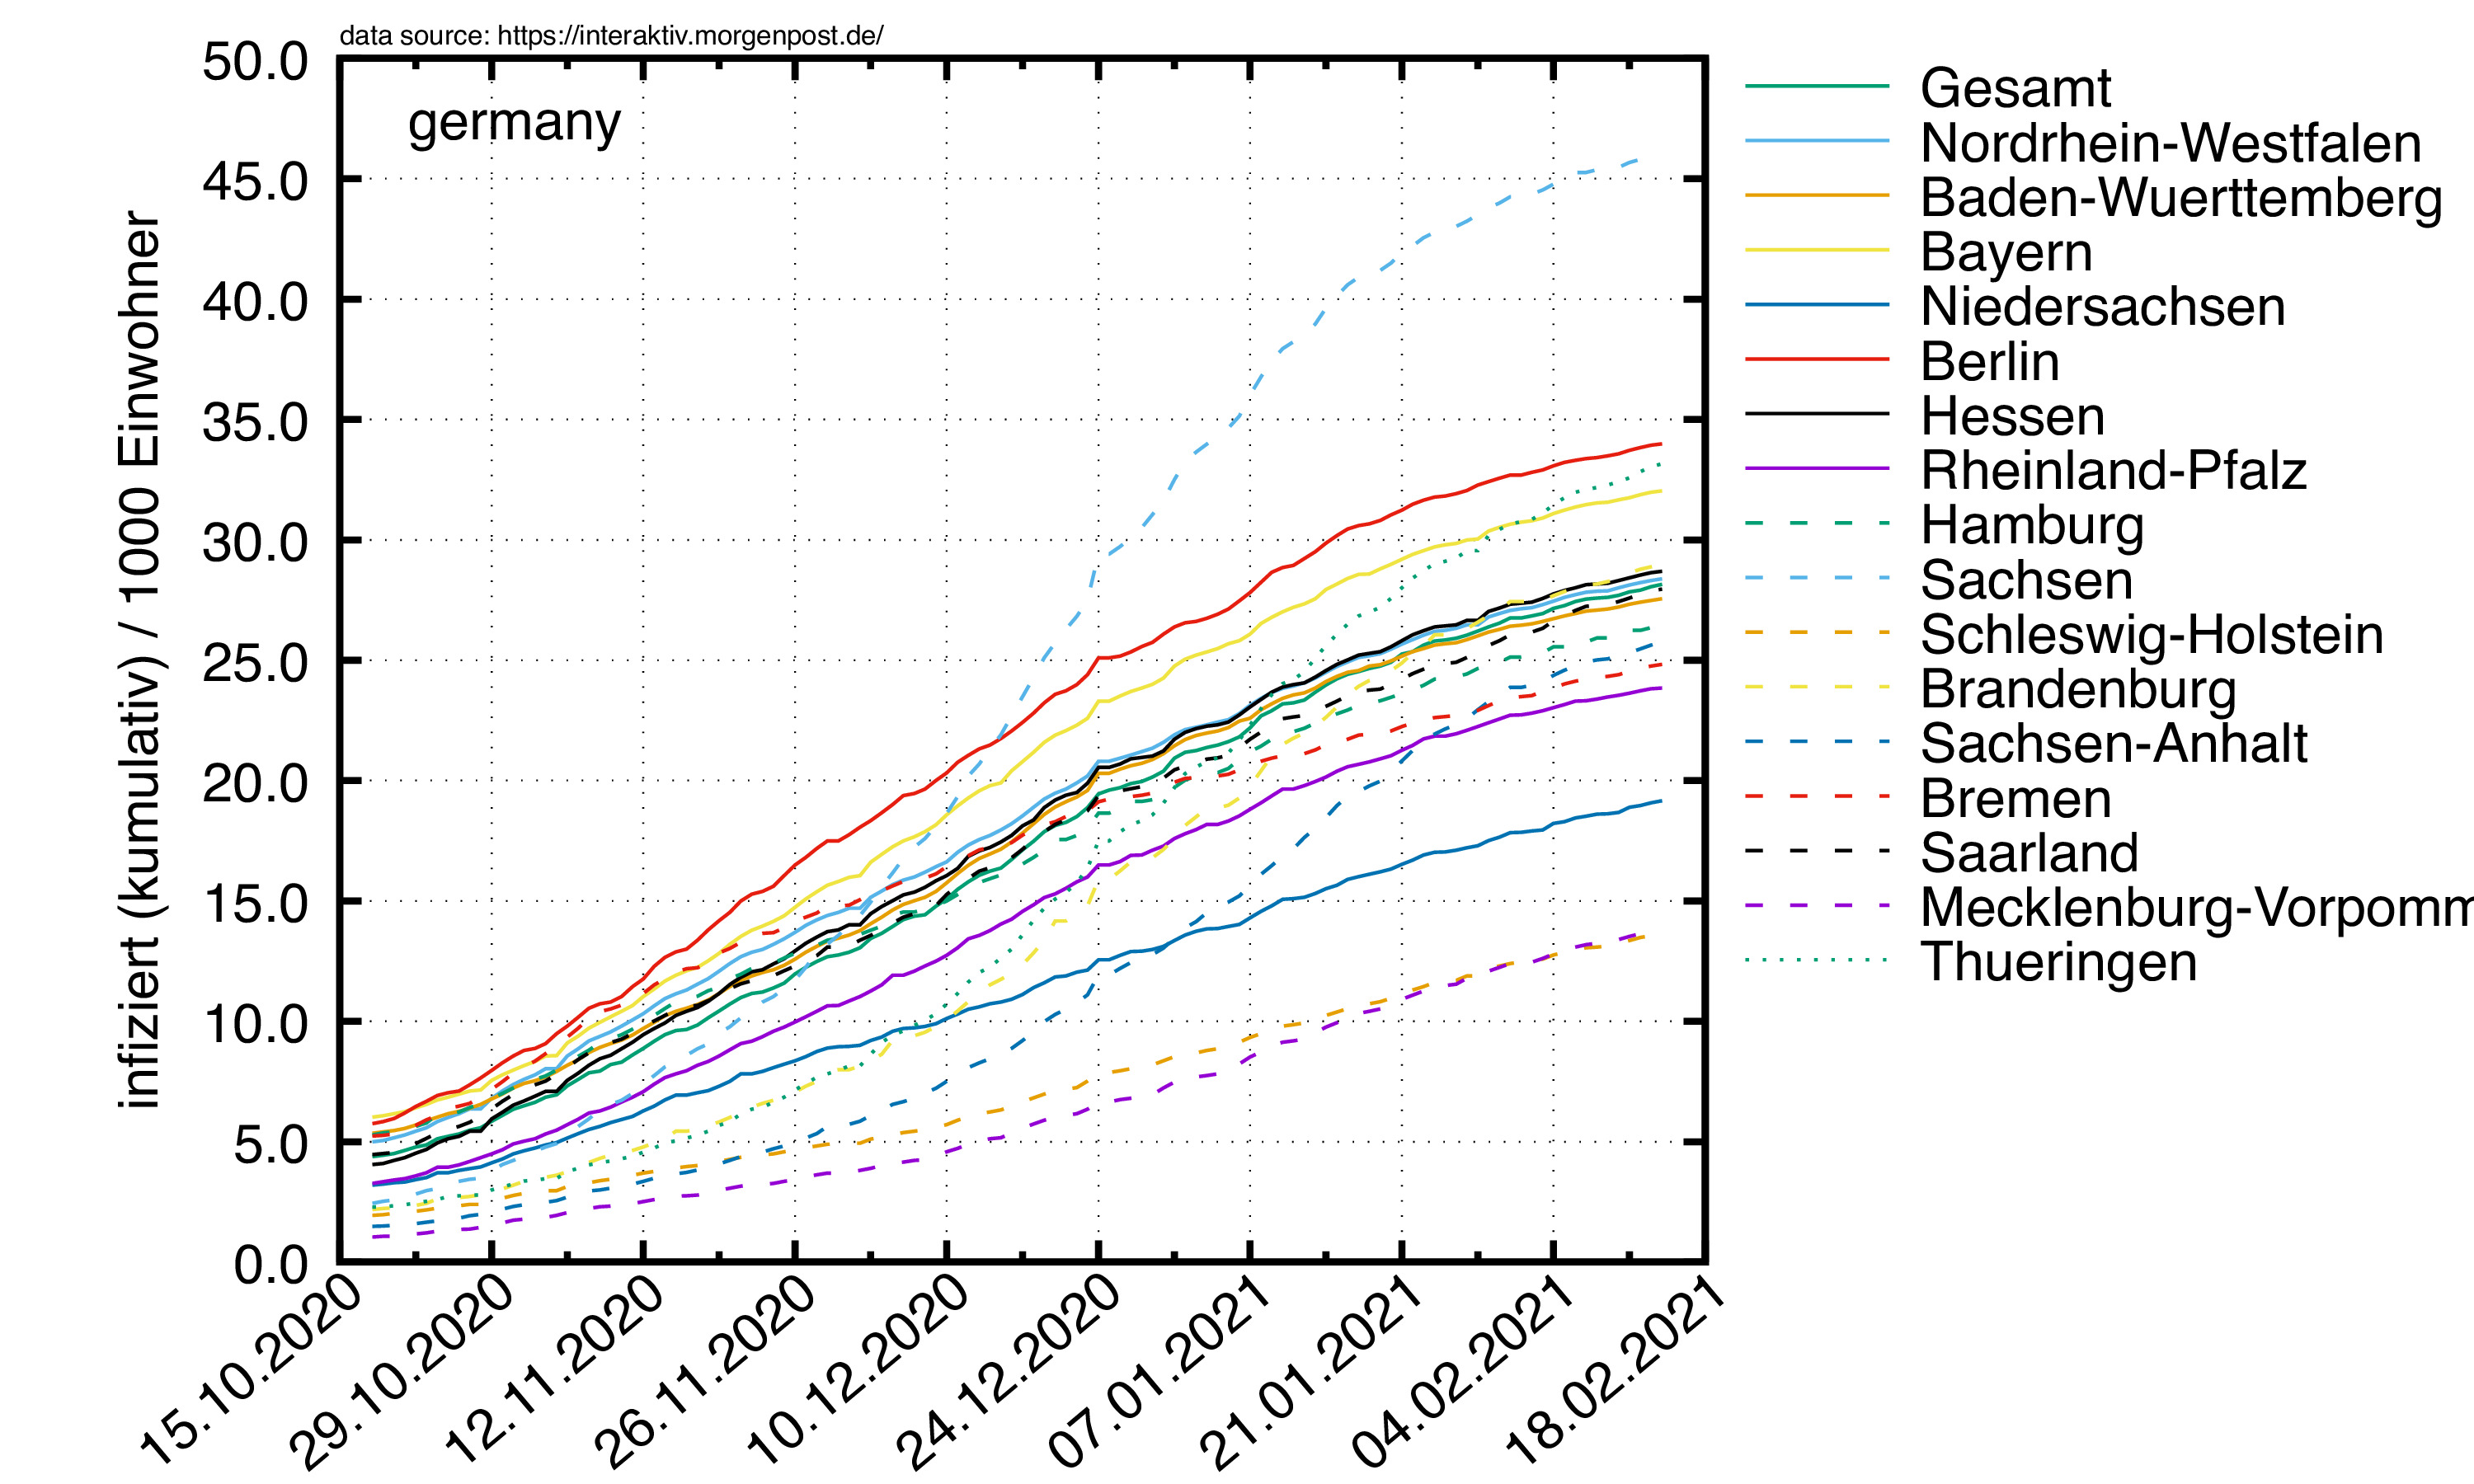 data source: https://interaktiv.morgenpost.de/
germany
infiziert (kumulativ) / 1000 Einwohner
50.0
45.0
40.0
35.0
30.0
25.0
20.0
15.0
10.0
5.0
0.0
15.10.2020
29.10.2020
12.11.2020
26.11.2020
10.12.2020
24.12.2020
07.01.2021
21.01.2021
04.02.2021
18.02.2021
Gesamt
Nordrhein-Westfalen
Baden-Wuerttemberg
Bayern
Niedersachsen
Berlin
Hessen
Rheinland-Pfalz
Hamburg
Sachsen
Schleswig-Holstein
Brandenburg
Sachsen-Anhalt
Bremen
Saarland
Mecklenburg-Vorpomm
Thueringen